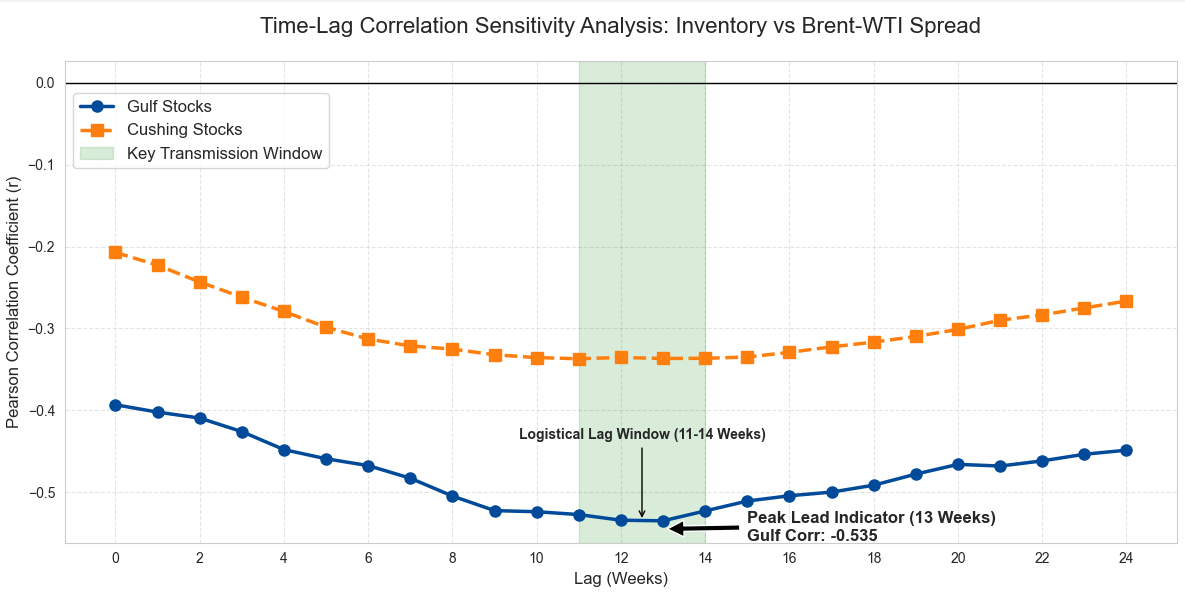 Time-Lag Correlation Sensitivity Analysis: Inventory vs Brent-WTI Spread
Pearson Correlation Coefficient (r)
0.0
−0.1
−0.2
−0.3
−0.4
−0.5
Gulf Stocks
Cushing Stocks
Key Transmission Window
Logistical Lag Window (11-14 Weeks)
Peak Lead Indicator (13 Weeks)
Gulf Corr: -0.535
0 2 4 6 8 10 12 14 16 18 20 22 24
Lag (Weeks)